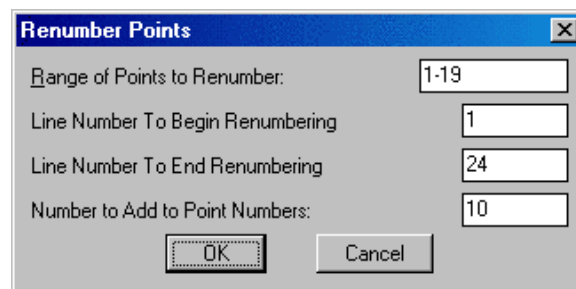 Renumber Points
Range of Points to Renumber: 1-19
Line Number To Begin Renumbering 1
Line Number To End Renumbering 24
Number to Add to Point Numbers: 10
OK Cancel